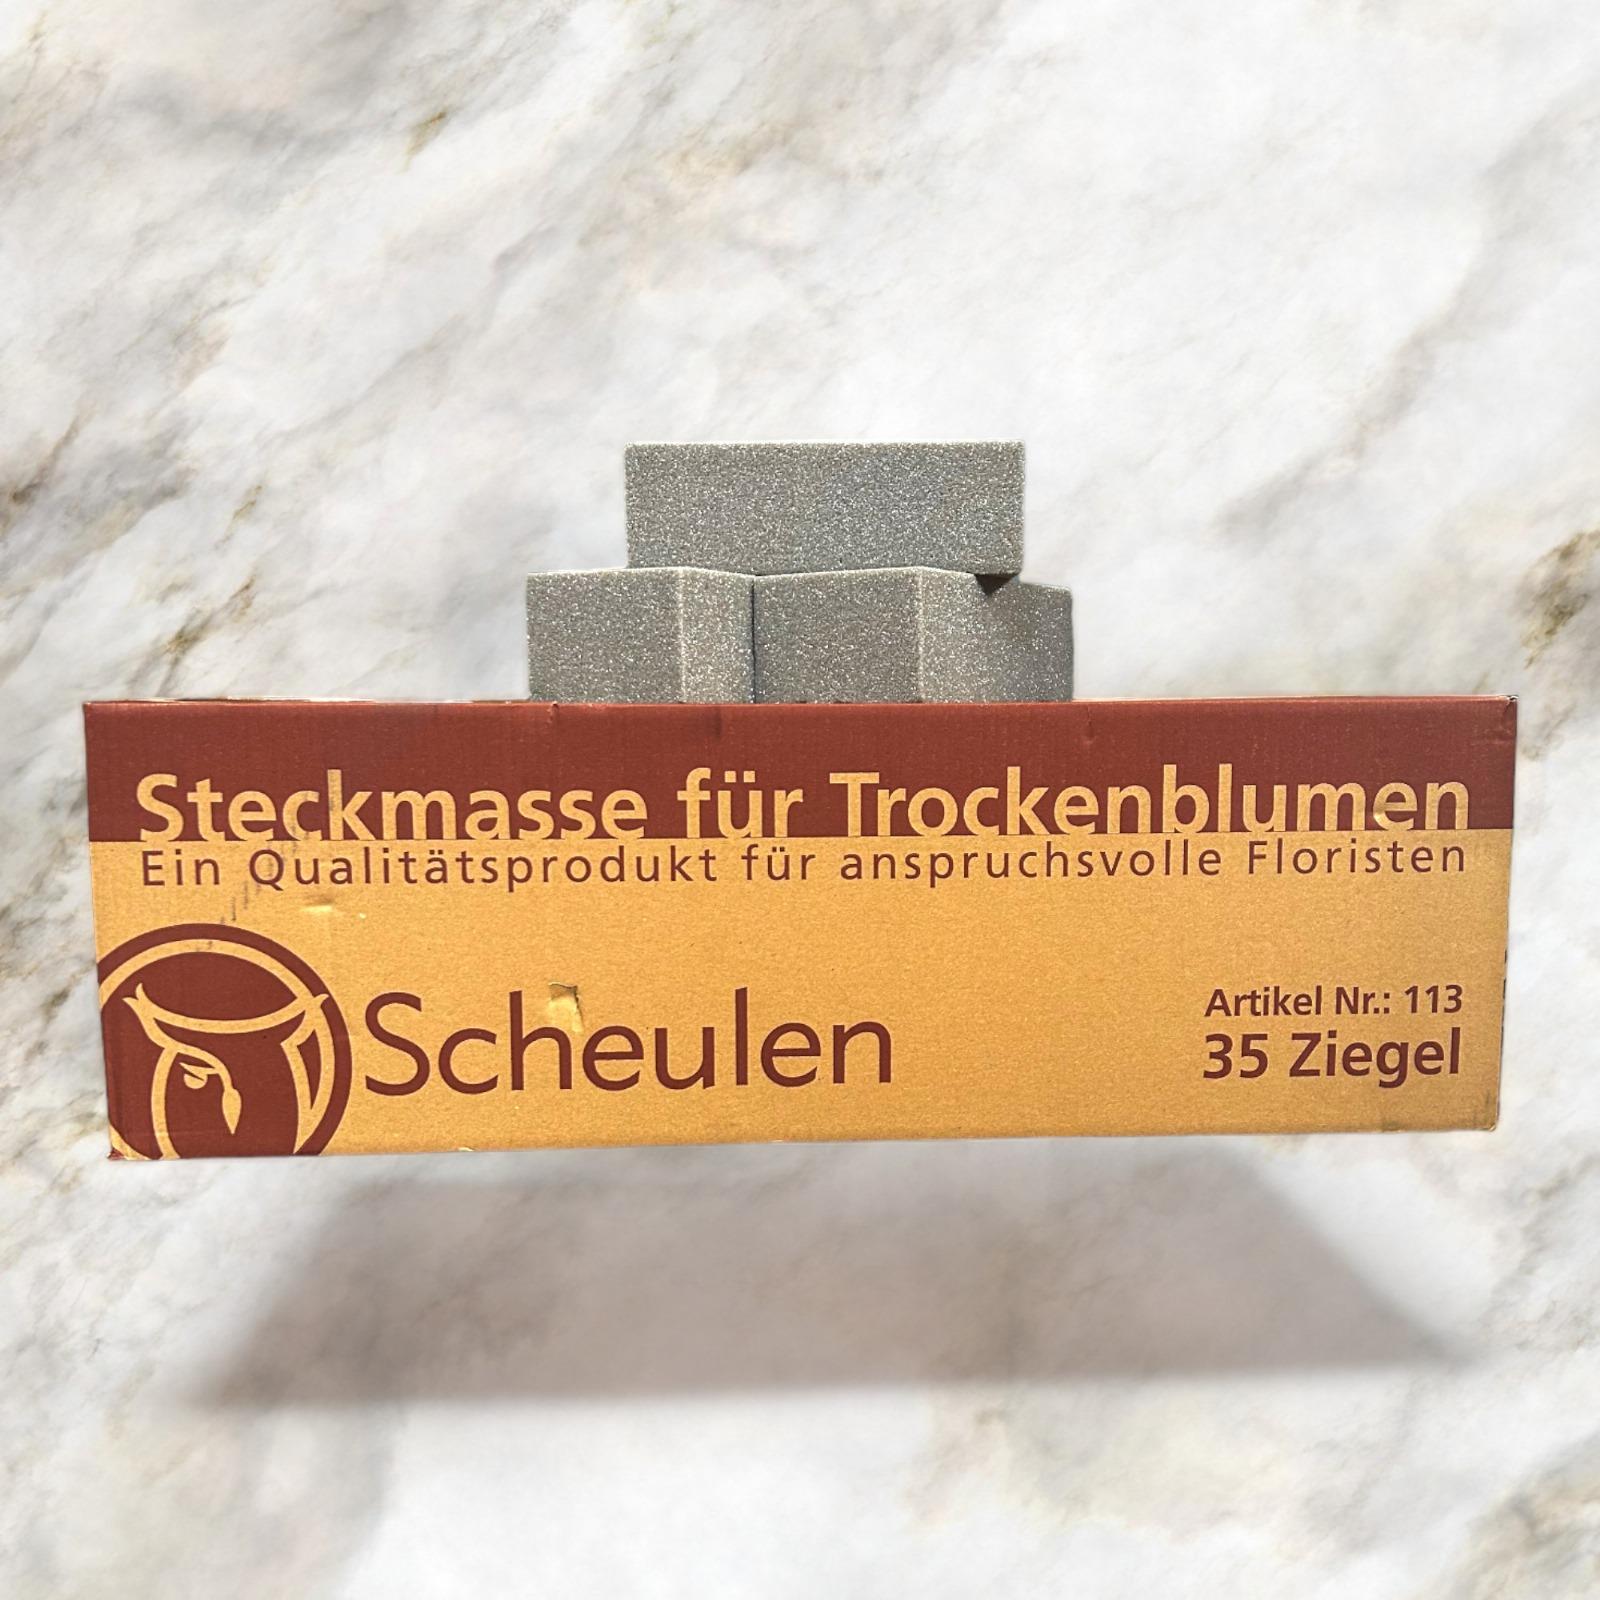 Steckmasse für Trockenblumen
Ein Qualitätsprodukt für anspruchsvolle Floristen
Scheulen
Artikel Nr.: 113
35 Ziegel